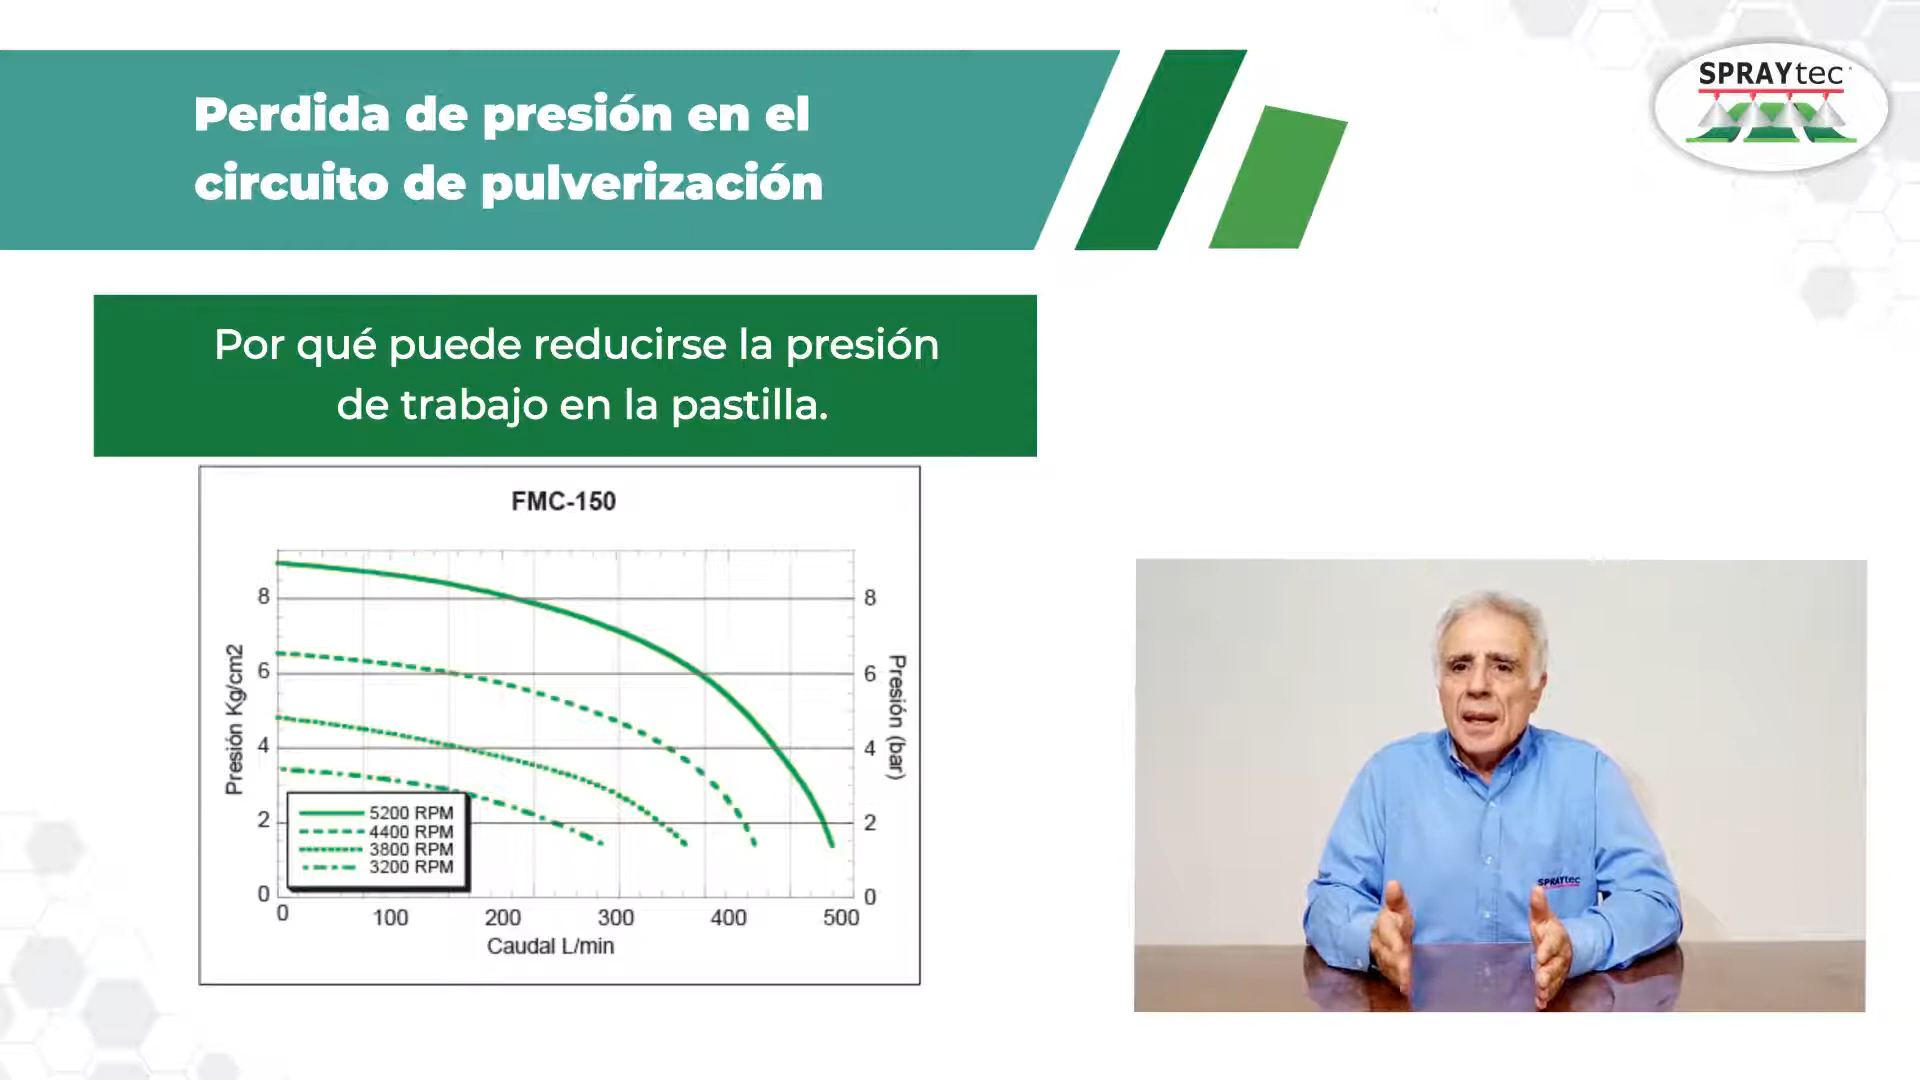 Perdida de presión en el
circuito de pulverización
SPRAYtec
Por qué puede reducirse la presión
de trabajo en la pastilla.
FMC-150
Presión Kg/cm2
8
6
4
2
0
5200 RPM
4400 RPM
3800 RPM
3200 RPM
8
6
4
2
0
Presión (bar)
0 100 200 300 400 500
Caudal L/min
SPRAYtec